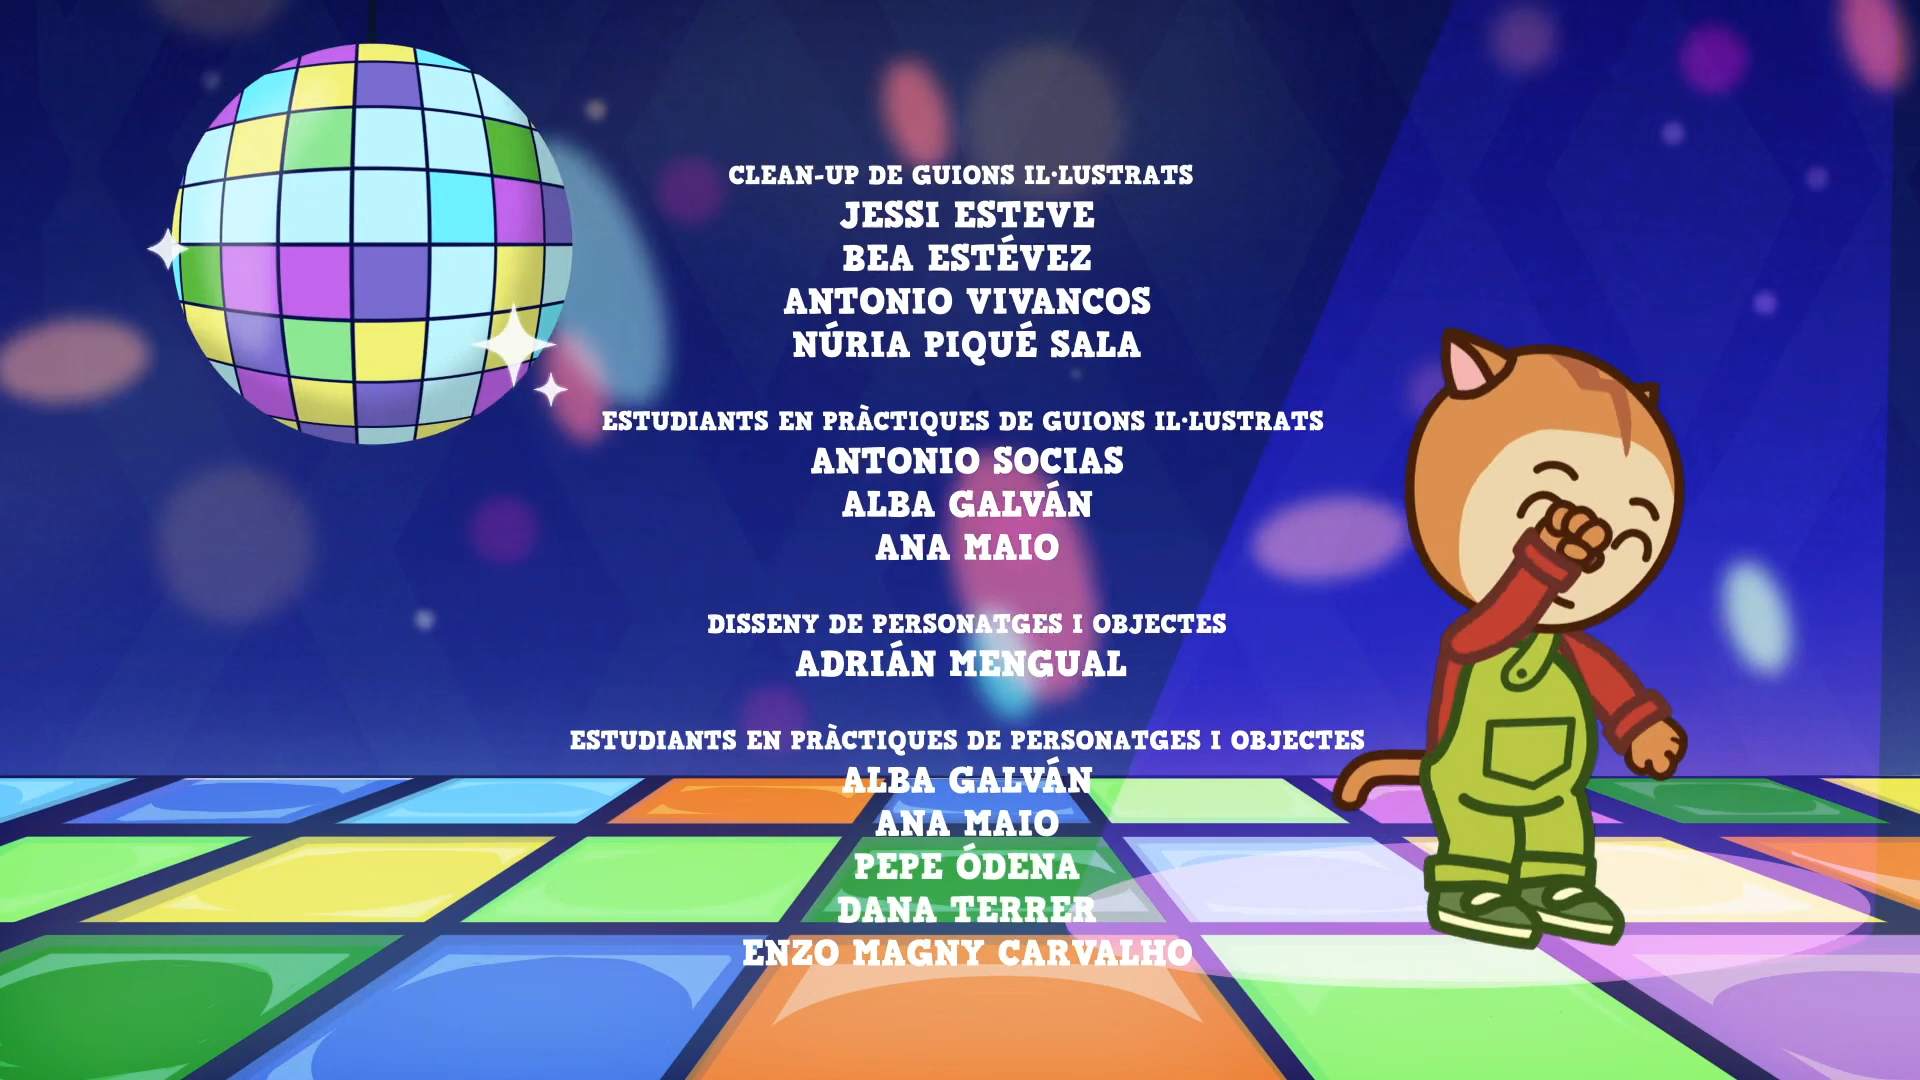 CLEAN-UP DE GUIONS IL·LUSTRATS
JESSI ESTEVE
BEA ESTÉVEZ
ANTONIO VIVANCOS
NÚRIA PIQUÉ SALA
ESTUDIANTS EN PRÀCTIQUES DE GUIONS IL·LUSTRATS
ANTONIO SOCIAS
ALBA GALVÁN
ANA MAIO
DISSENY DE PERSONATGES I OBJECTES
ADRIÁN MENGUAL
ESTUDIANTS EN PRÀCTIQUES DE PERSONATGES I OBJECTES
ALBA GALVÁN
ANA MAIO
PEPE ÓDENA
DANA TERRER
ENZO MAGNY CARVALHO